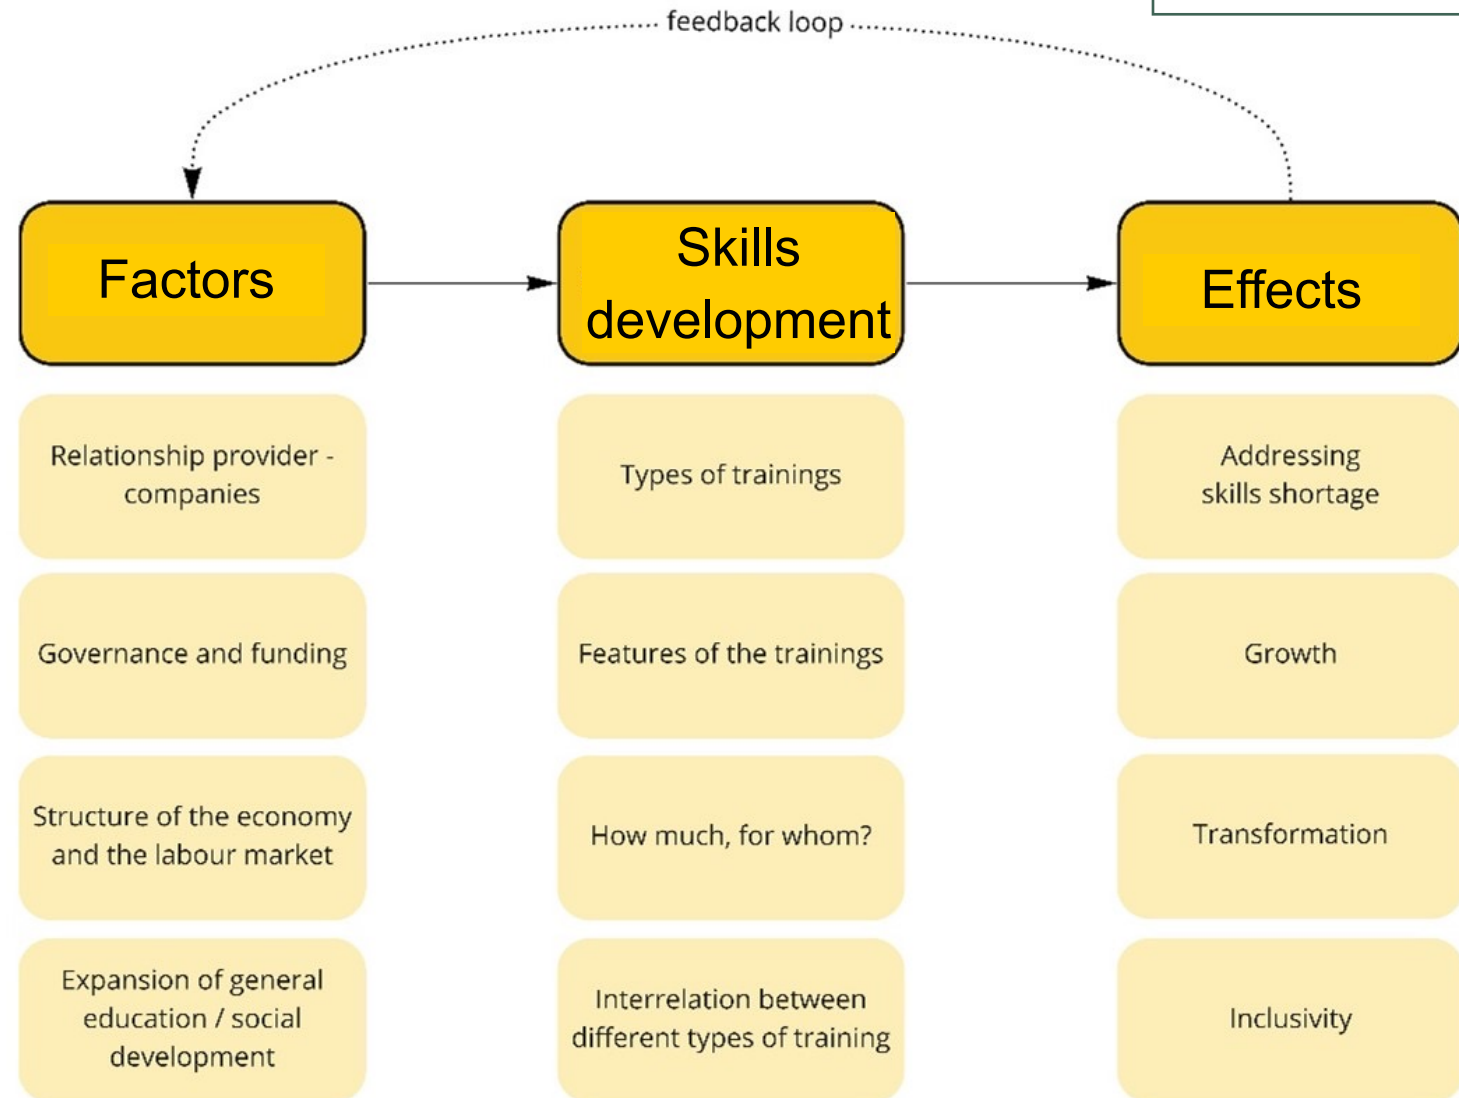 feedback loop
Factors
Skills
development
Effects
Relationship provider -
companies
Types of trainings
Addressing
skills shortage
Governance and funding
Features of the trainings
Growth
Structure of the economy
and the labour market
How much, for whom?
Transformation
Expansion of general
education / social
development
Interrelation between
different types of training
Inclusivity